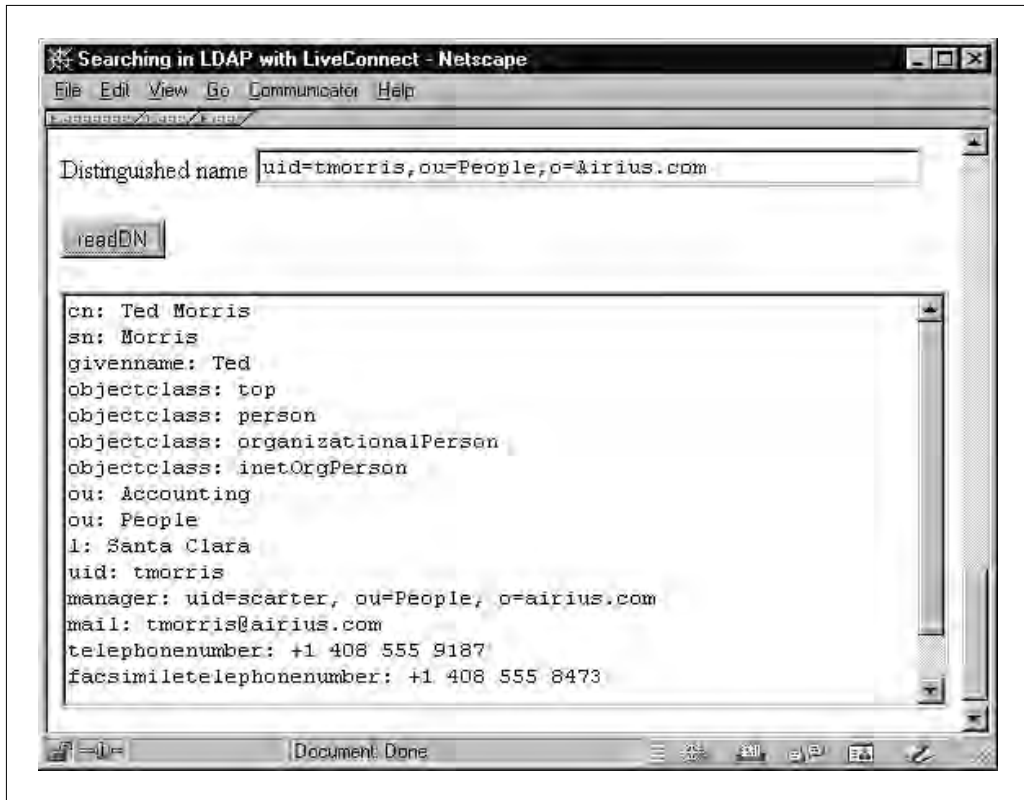 Searching in LDAP with LiveConnect - Netscape
File Edit View Go Communicator Help
Distinguished name uid=tmorris,ou=People,o=Airius.com
readDN
cn: Ted Morris
sn: Morris
givenname: Ted
objectclass: top
objectclass: person
objectclass: organizationalPerson
objectclass: inetOrgPerson
ou: Accounting
ou: People
l: Santa Clara
uid: tmorris
manager: uid=scarter, ou=People, o=airius.com
mail: tmorris@airius.com
telephonenumber: +1 408 555 9187
facsimiletelephonenumber: +1 408 555 8473
Document: Done